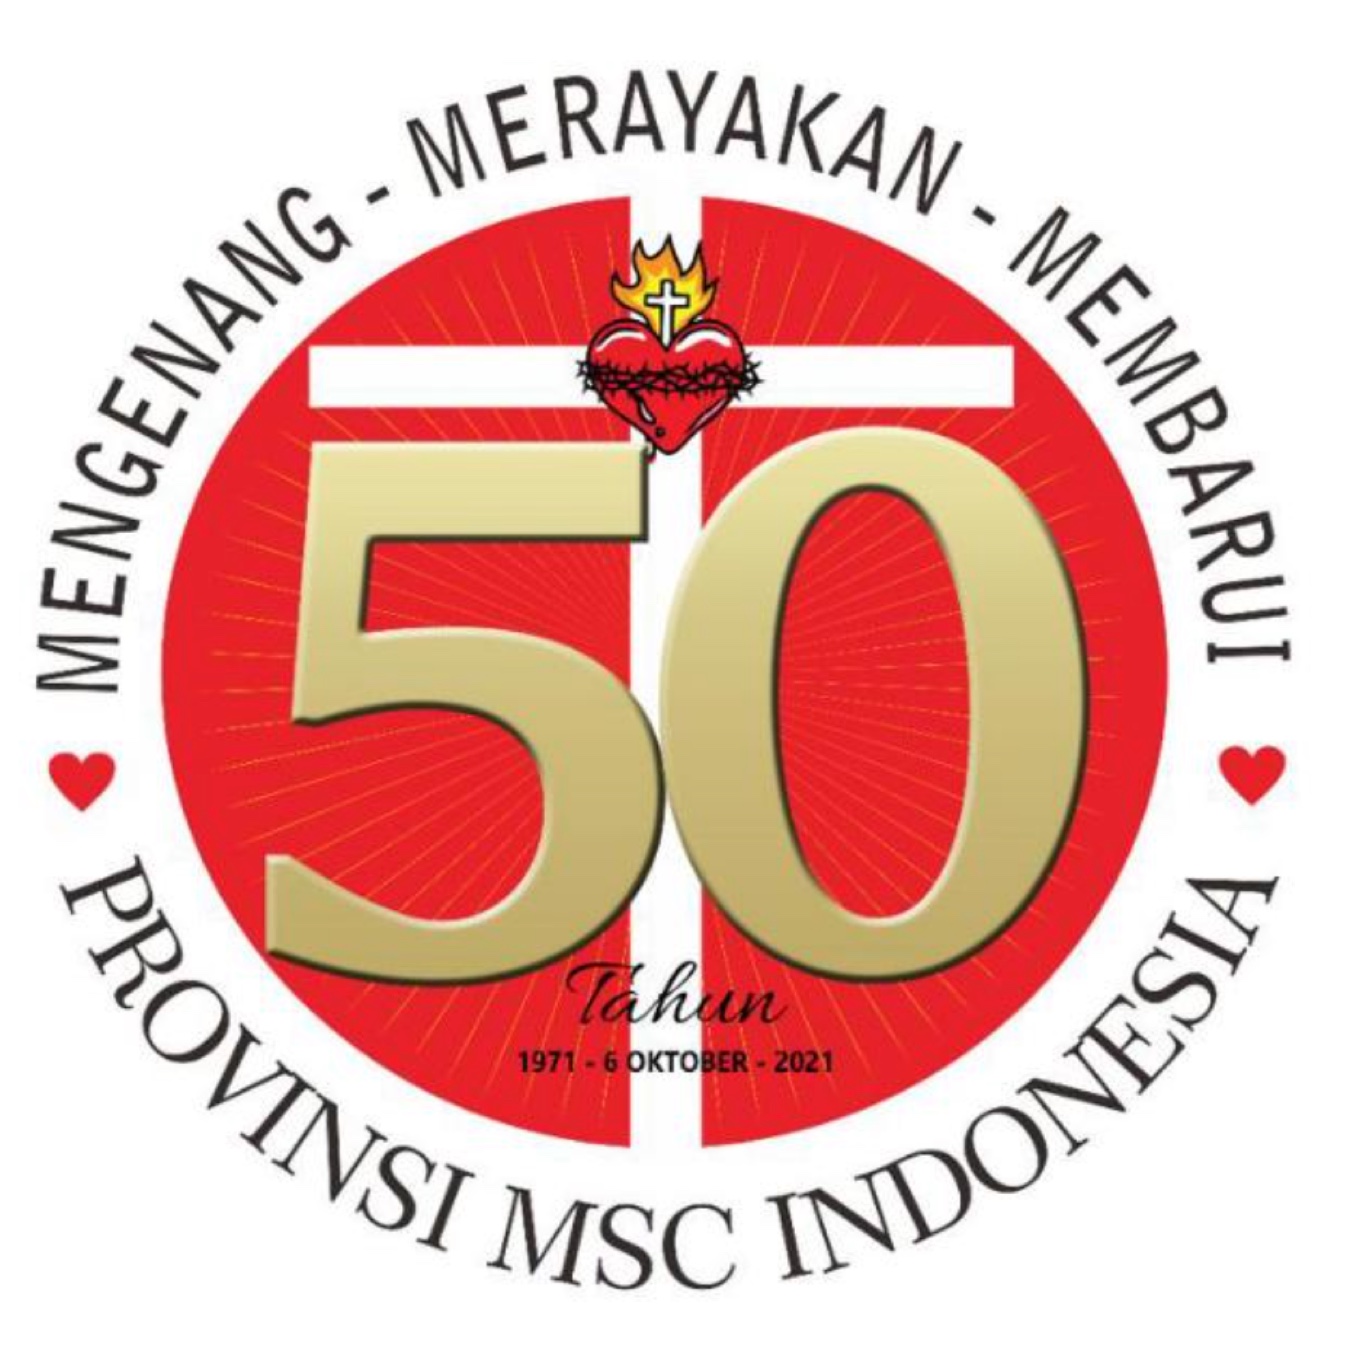 MENGENANG - MERAYAKAN - MEMBARUI
50
Tahun
1971 - 6 OKTOBER - 2021
PROVINSI MSC INDONESIA